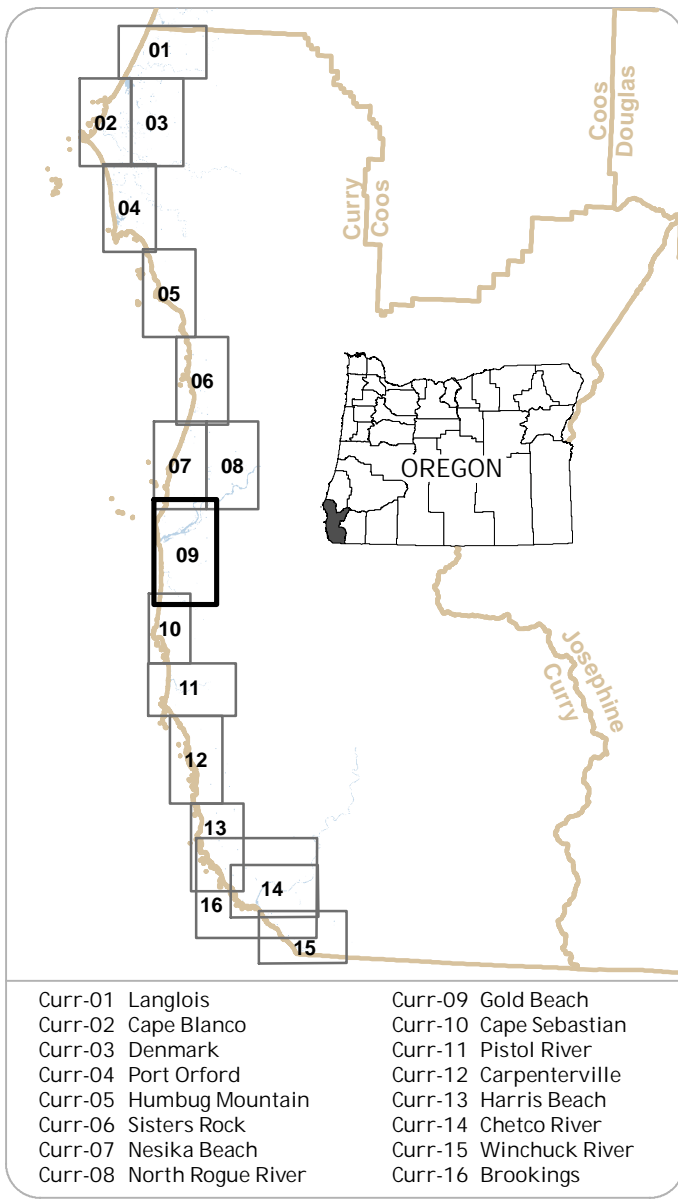 01
02
03
04
05
06
07
08
09
10
11
12
13
14
16
15
Curry
Coos
Coos
Douglas
OREGON
Josephine
Curry
Curr-01 Langlois
Curr-02 Cape Blanco
Curr-03 Denmark
Curr-04 Port Orford
Curr-05 Humbug Mountain
Curr-06 Sisters Rock
Curr-07 Nesika Beach
Curr-08 North Rogue River
Curr-09 Gold Beach
Curr-10 Cape Sebastian
Curr-11 Pistol River
Curr-12 Carpenterville
Curr-13 Harris Beach
Curr-14 Chetco River
Curr-15 Winchuck River
Curr-16 Brookings